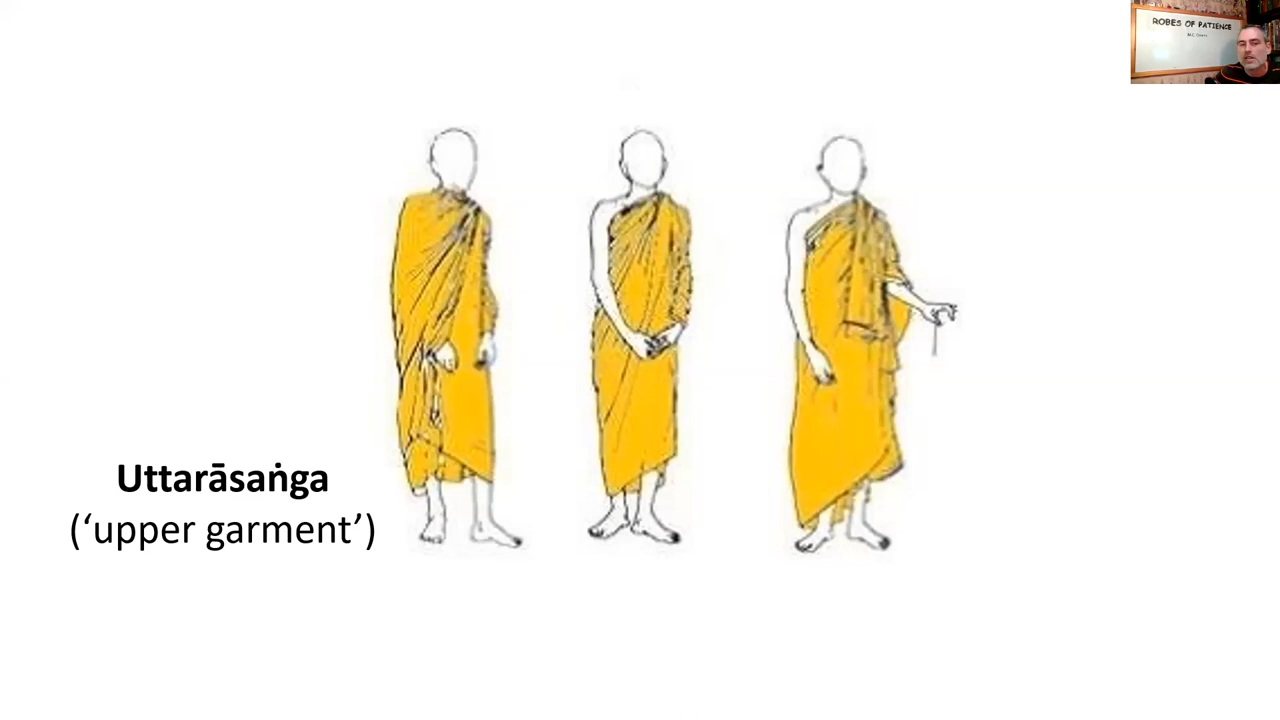 ROBES OF PATIENCE
Uttarāsaṅga
(‘upper garment’)